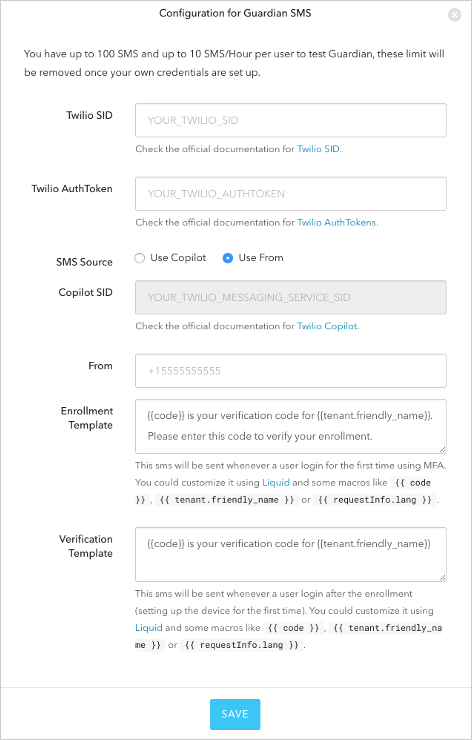 Configuration for Guardian SMS
You have up to 100 SMS and up to 10 SMS/Hour per user to test Guardian, these limit will
be removed once your own credentials are set up.
Twilio SID
YOUR_TWILIO_SID
Check the official documentation for Twilio SID.
Twilio AuthToken
YOUR_TWILIO_AUTHTOKEN
Check the official documentation for Twilio AuthTokens.
SMS Source
Use Copilot
Use From
Copilot SID
YOUR_TWILIO_MESSAGING_SERVICE_SID
Check the official documentation for Twilio Copilot.
From
+15555555555
Enrollment
Template
{{code}} is your verification code for {{tenant.friendly_name}}.
Please enter this code to verify your enrollment.
This sms will be sent whenever a user login for the first time using MFA.
You could customize it using Liquid and some macros like {{ code
}} , {{ tenant.friendly_name }} or {{ requestInfo.lang }} .
Verification
Template
{{code}} is your verification code for {{tenant.friendly_name}}
This sms will be sent whenever a user login after the enrollment
(setting up the device for the first time). You could customize it using
Liquid and some macros like {{ code }} , {{ tenant.friendly_na
me }} or {{ requestInfo.lang }} .
SAVE